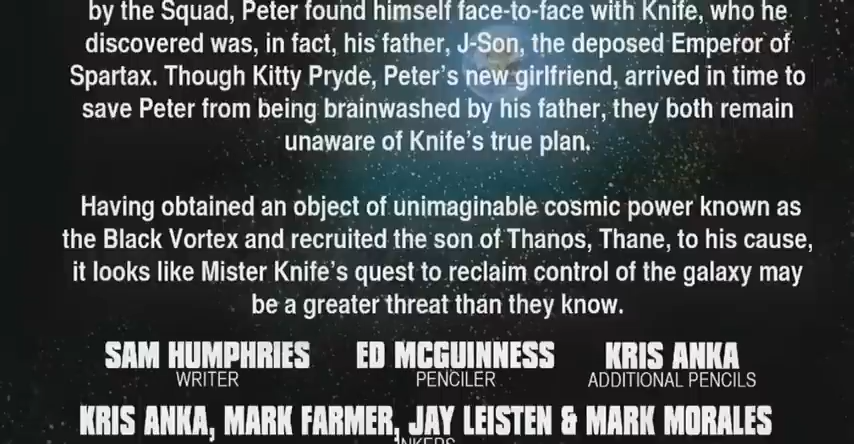 by the Squad, Peter found himself face-to-face with Knife, who he
discovered was, in fact, his father, J-Son, the deposed Emperor of
Spartax. Though Kitty Pryde, Peter's new girlfriend, arrived in time to
save Peter from being brainwashed by his father, they both remain
unaware of Knife's true plan.
Having obtained an object of unimaginable cosmic power known as
the Black Vortex and recruited the son of Thanos, Thane, to his cause,
it looks like Mister Knife's quest to reclaim control of the galaxy may
be a greater threat than they know.
SAM HUMPHRIES ED MCGUINNESS KRIS ANKA
WRITER PENCILER ADDITIONAL PENCILS
KRIS ANKA, MARK FARMER, JAY LEISTEN & MARK MORALES
INKERS